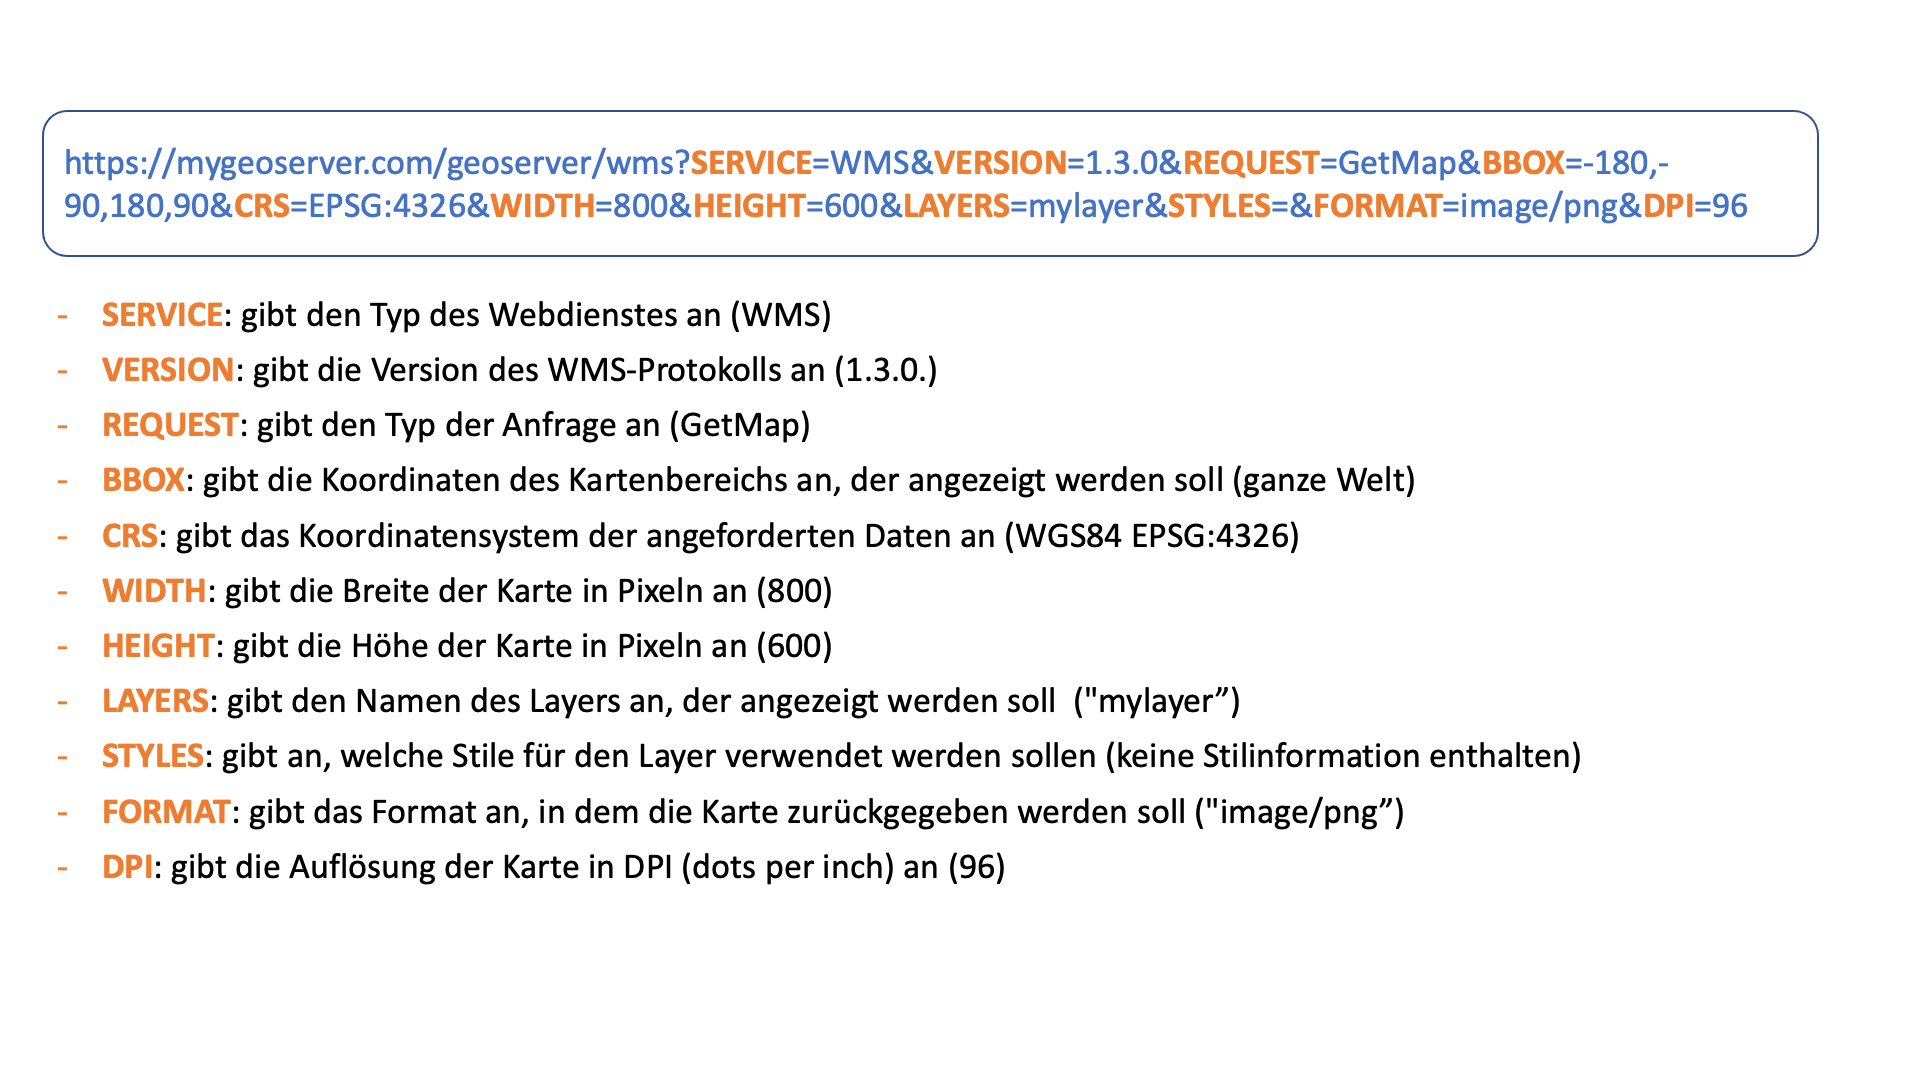 https://mygeoserver.com/geoserver/wms?SERVICE=WMS&VERSION=1.3.0&REQUEST=GetMap&BBOX=-180,-
90,180,90&CRS=EPSG:4326&WIDTH=800&HEIGHT=600&LAYERS=mylayer&STYLES=&FORMAT=image/png&DPI=96
- SERVICE: gibt den Typ des Webdienstes an (WMS)
- VERSION: gibt die Version des WMS-Protokolls an (1.3.0.)
- REQUEST: gibt den Typ der Anfrage an (GetMap)
- BBOX: gibt die Koordinaten des Kartenbereichs an, der angezeigt werden soll (ganze Welt)
- CRS: gibt das Koordinatensystem der angeforderten Daten an (WGS84 EPSG:4326)
- WIDTH: gibt die Breite der Karte in Pixeln an (800)
- HEIGHT: gibt die Höhe der Karte in Pixeln an (600)
- LAYERS: gibt den Namen des Layers an, der angezeigt werden soll  ("mylayer”)
- STYLES: gibt an, welche Stile für den Layer verwendet werden sollen (keine Stilinformation enthalten)
- FORMAT: gibt das Format an, in dem die Karte zurückgegeben werden soll ("image/png”)
- DPI: gibt die Auflösung der Karte in DPI (dots per inch) an (96)